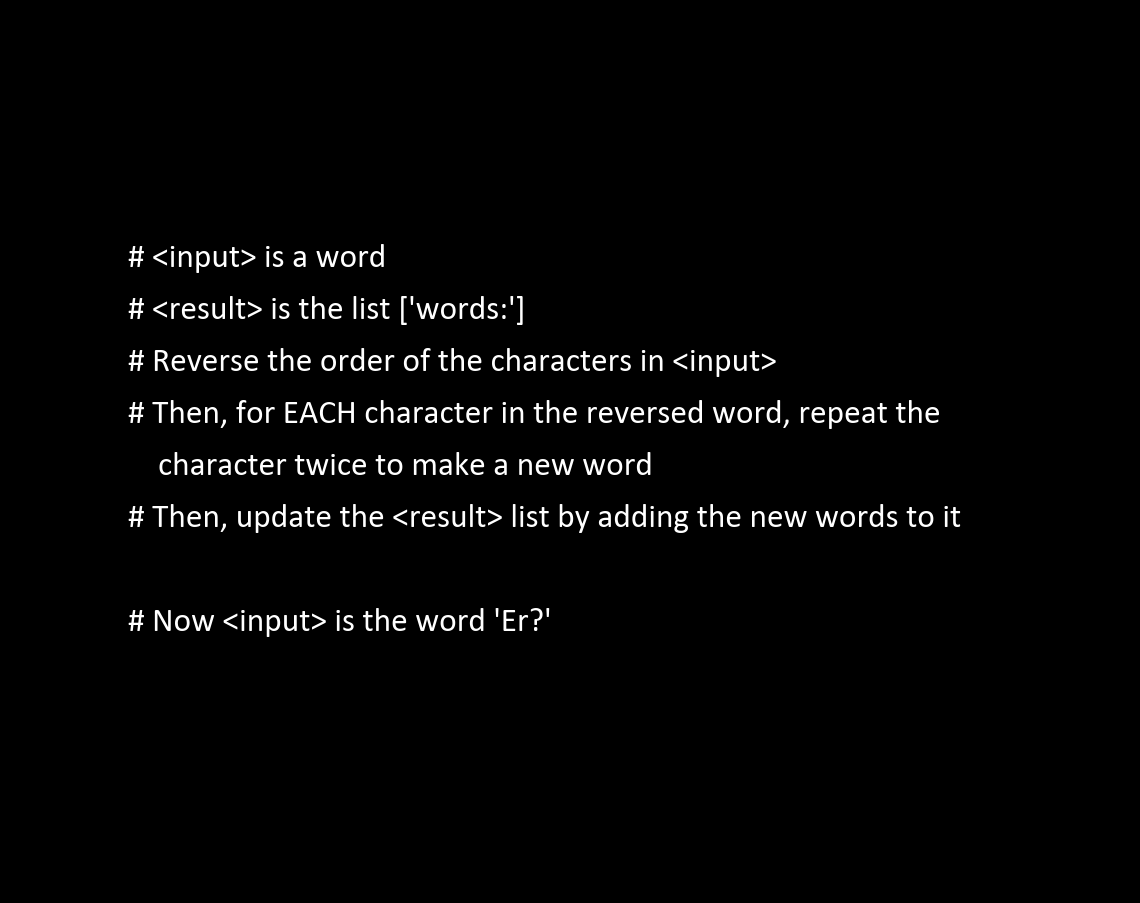 # <input> is a word
# <result> is the list ['words:']
# Reverse the order of the characters in <input>
# Then, for EACH character in the reversed word, repeat the
character twice to make a new word
# Then, update the <result> list by adding the new words to it
# Now <input> is the word 'Er?'